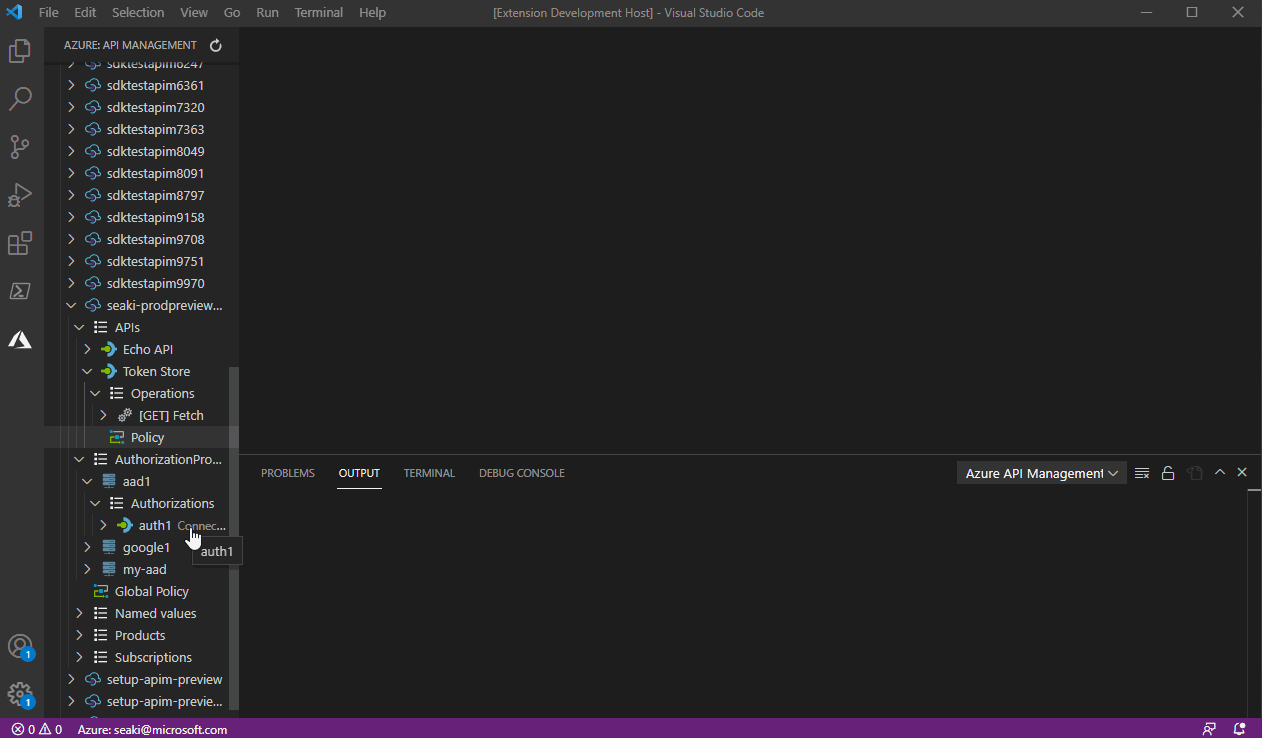 File Edit Selection View Go Run Terminal Help
[Extension Development Host] - Visual Studio Code
AZURE: API MANAGEMENT
sdktestapim6247
sdktestapim6361
sdktestapim7320
sdktestapim7363
sdktestapim8049
sdktestapim8091
sdktestapim8797
sdktestapim9158
sdktestapim9708
sdktestapim9751
sdktestapim9970
seaki-prodpreview...
APIs
Echo API
Token Store
Operations
[GET] Fetch
Policy
AuthorizationPro...
aad1
Authorizations
auth1 Connec...
google1
auth1
my-aad
Global Policy
Named values
Products
Subscriptions
setup-apim-preview
setup-apim-previe...
PROBLEMS OUTPUT TERMINAL DEBUG CONSOLE
Azure API Management
1
1
0 0 Azure: seaki@microsoft.com